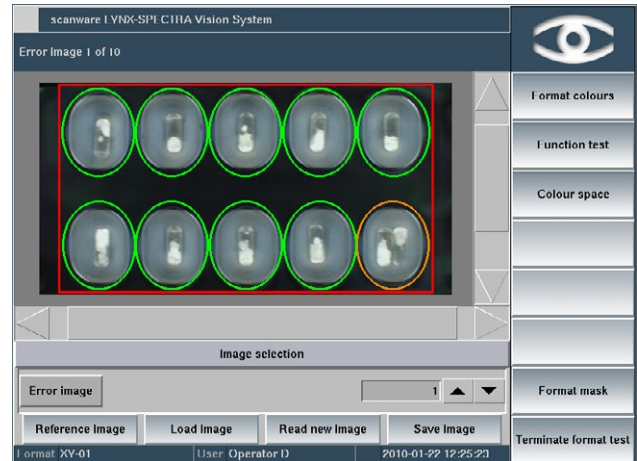 scanware LYNX-SPECTRA Vision System
Error Image 1 of 10
Format colours
Function test
Colour space
Image selection
Error image
1
Format mask
Reference Image
Load Image
Read new Image
Save Image
Terminate format test
Format XY-01
User Operator D
2010-01-22 12:25:23